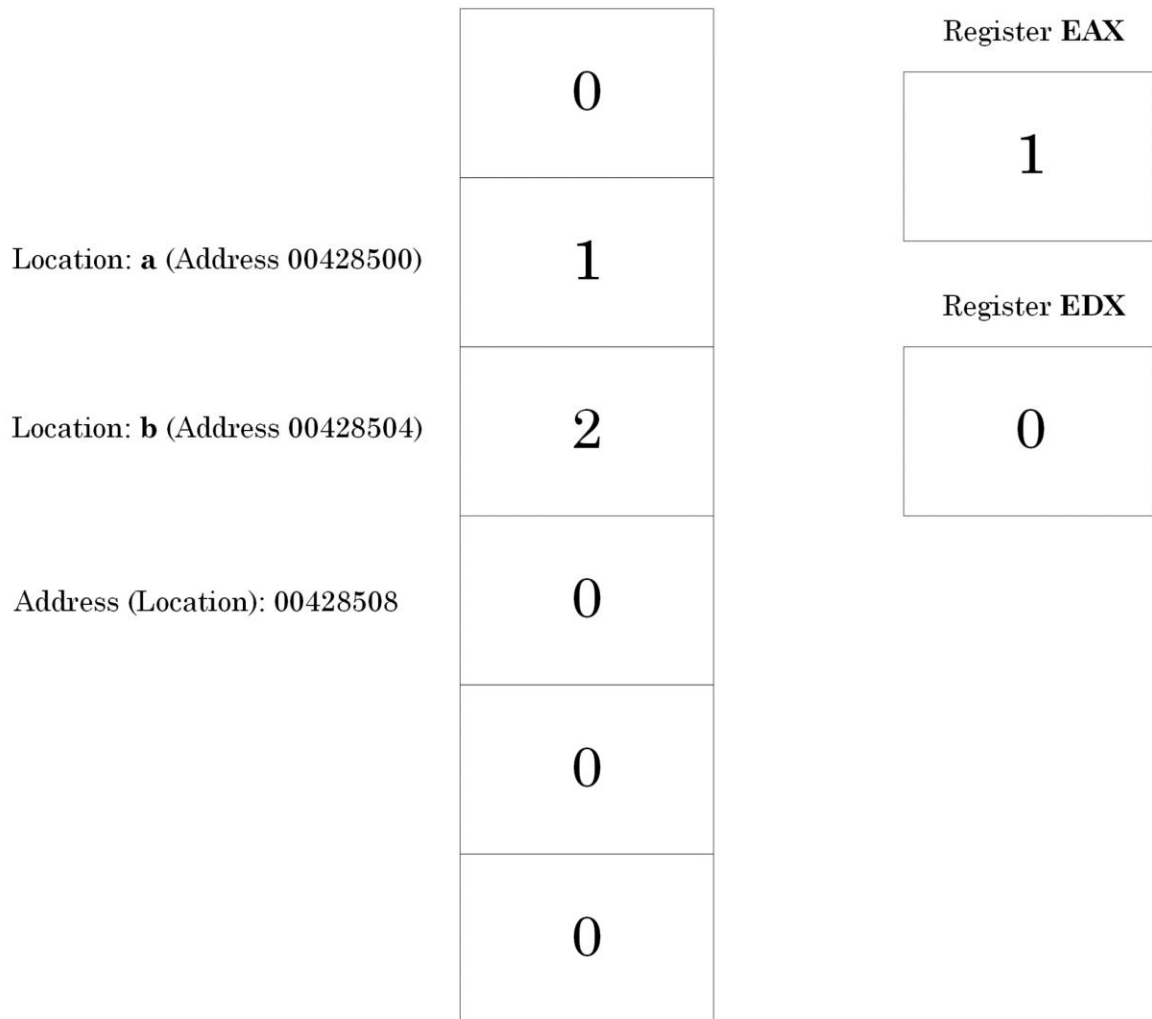 Register EAX
0
1
Location: a (Address 00428500)
1
Register EDX
Location: b (Address 00428504)
2
0
Address (Location): 00428508
0
0
0